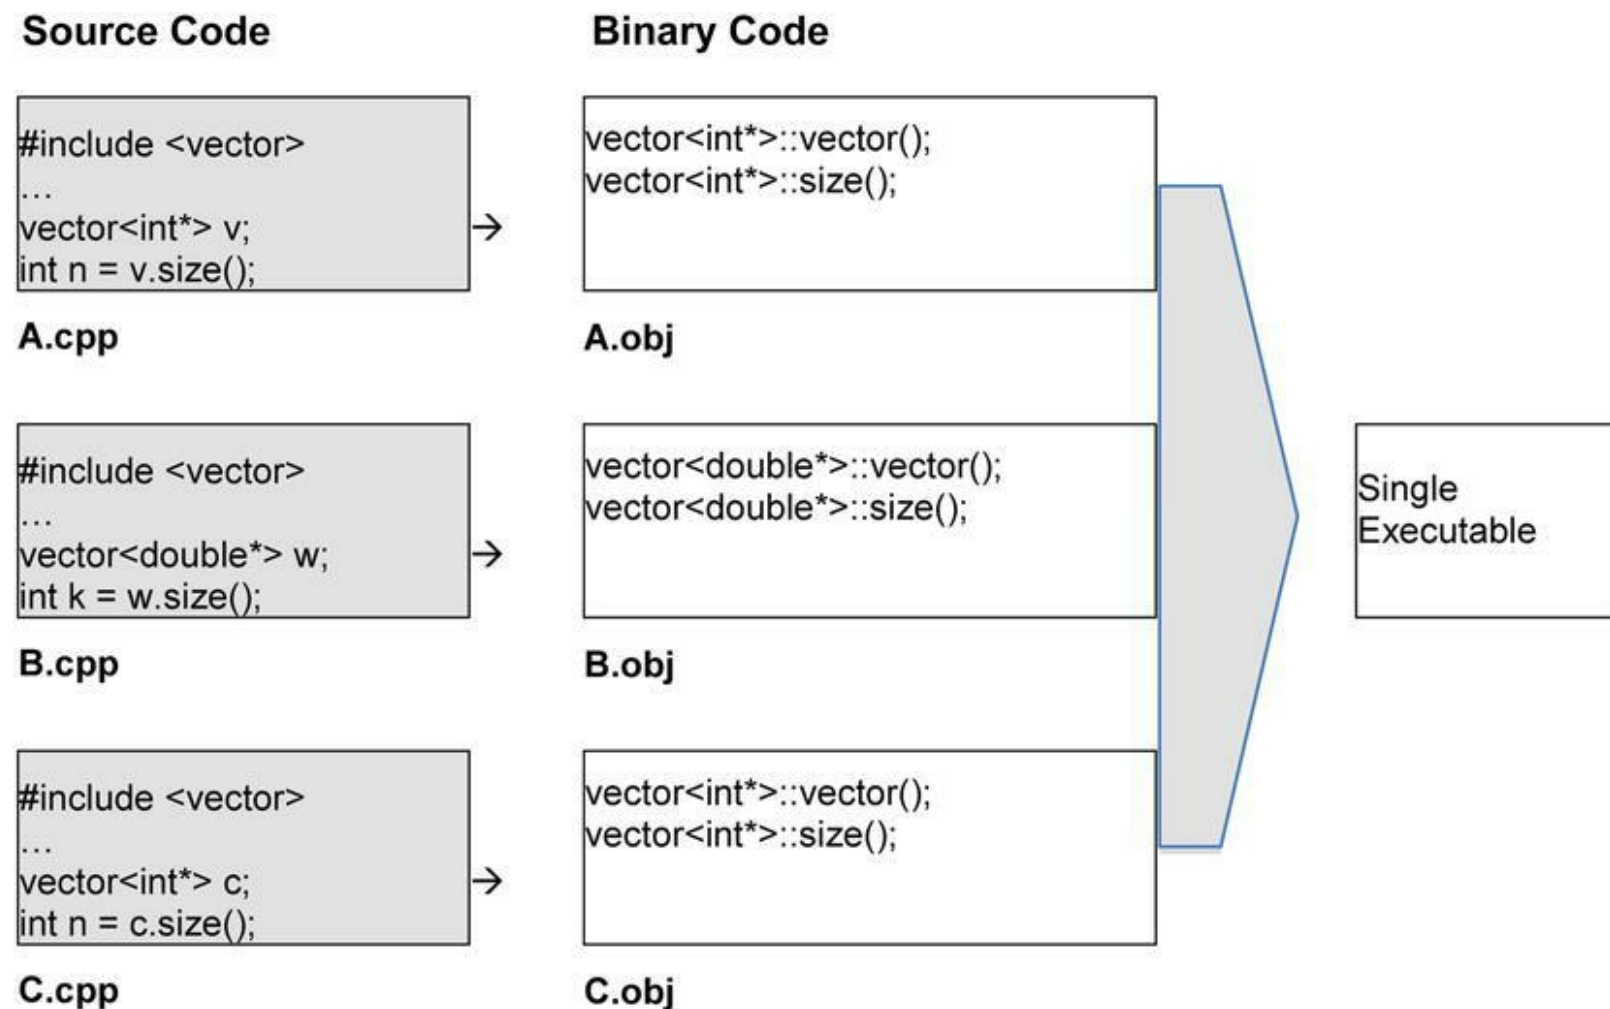 Source Code
Binary Code
#include <vector>
…
vector<int*> v;
int n = v.size();
→
vector<int*>::vector();
vector<int*>::size();
A.cpp
A.obj
#include <vector>
…
vector<double*> w;
int k = w.size();
→
vector<double*>::vector();
vector<double*>::size();
Single
Executable
B.cpp
B.obj
#include <vector>
…
vector<int*> c;
int n = c.size();
→
vector<int*>::vector();
vector<int*>::size();
C.cpp
C.obj